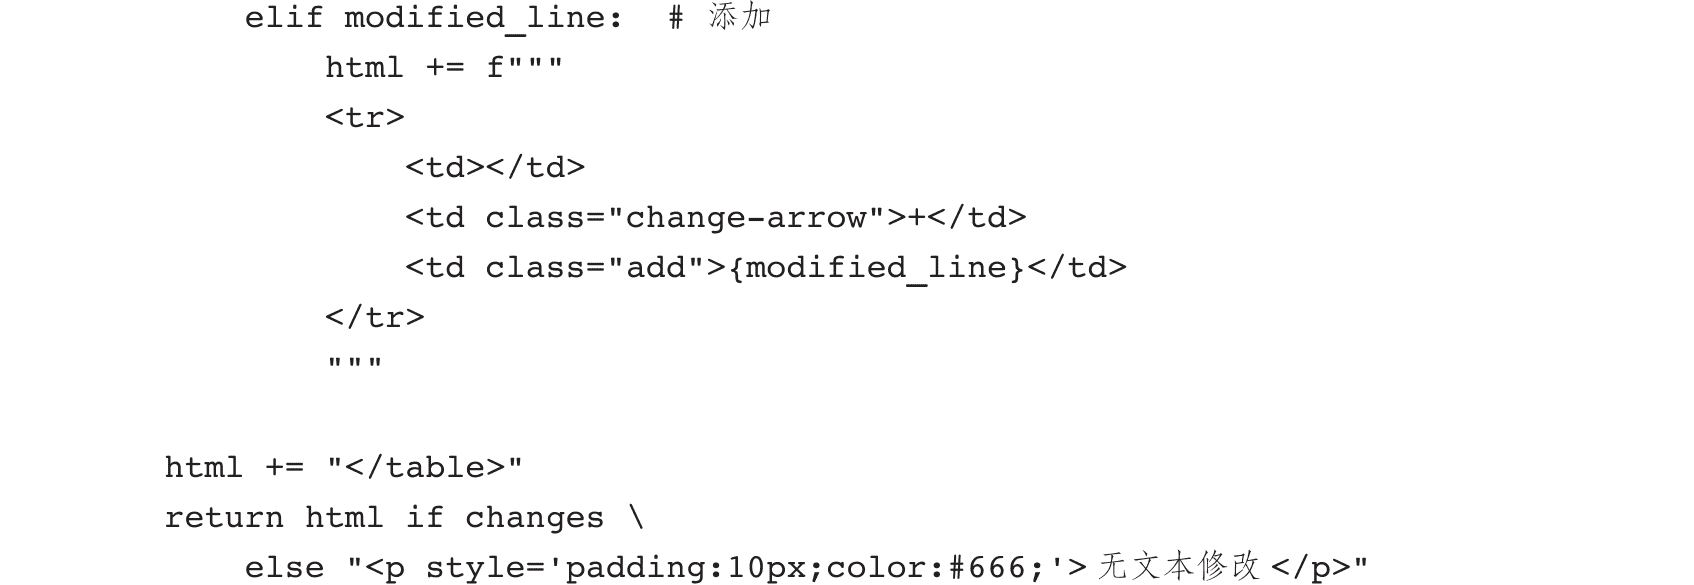 elif modified_line:  # 添加
        html += f"""
        <tr>
            <td></td>
            <td class="change-arrow">+</td>
            <td class="add">{modified_line}</td>
        </tr>
        """

html += "</table>"
return html if changes \
    else "<p style='padding:10px;color:#666;'>无文本修改</p>"